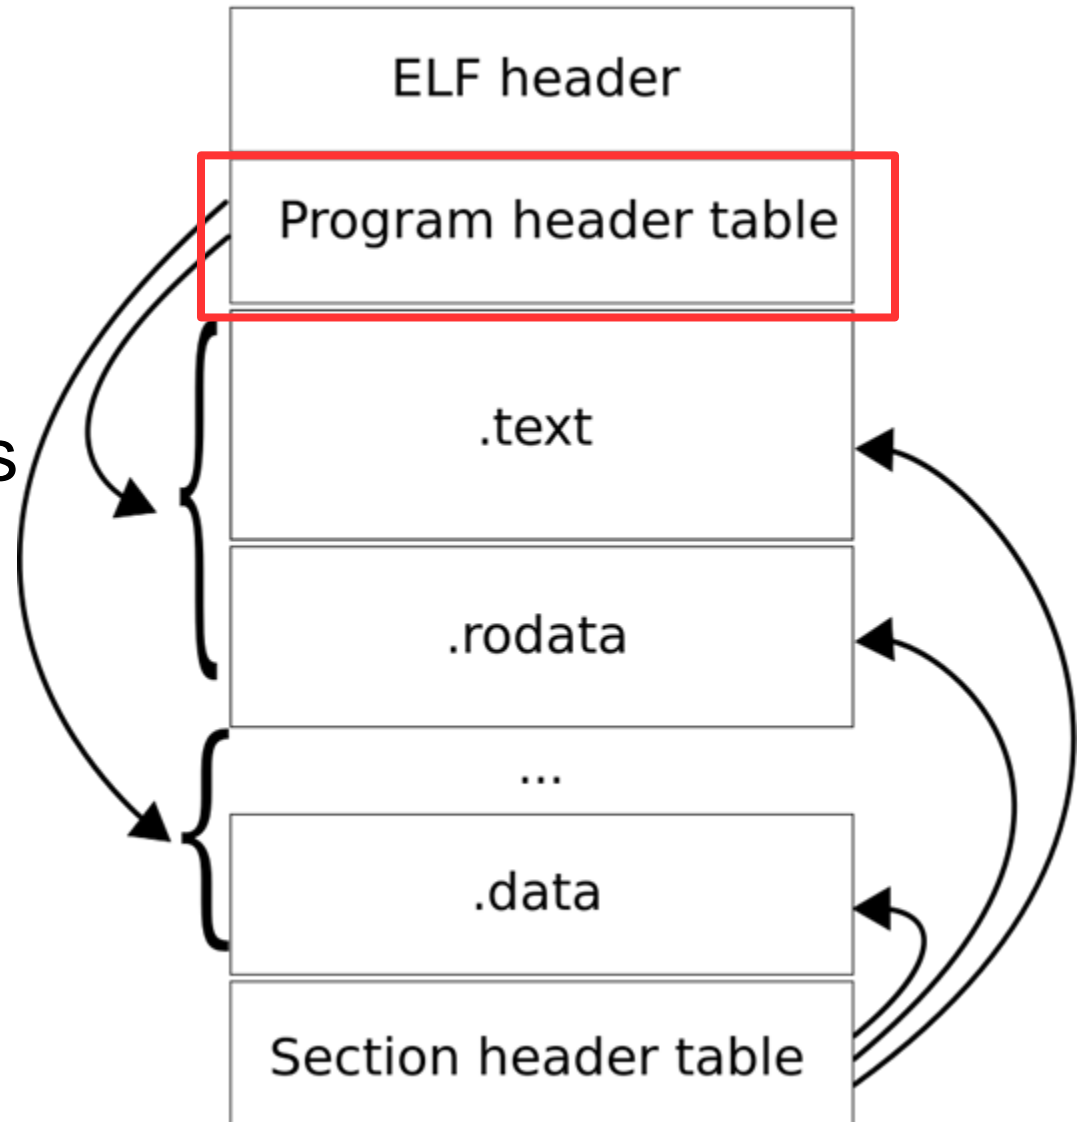 ELF header
Program header table
.text
s
.rodata
...
.data
Section header table